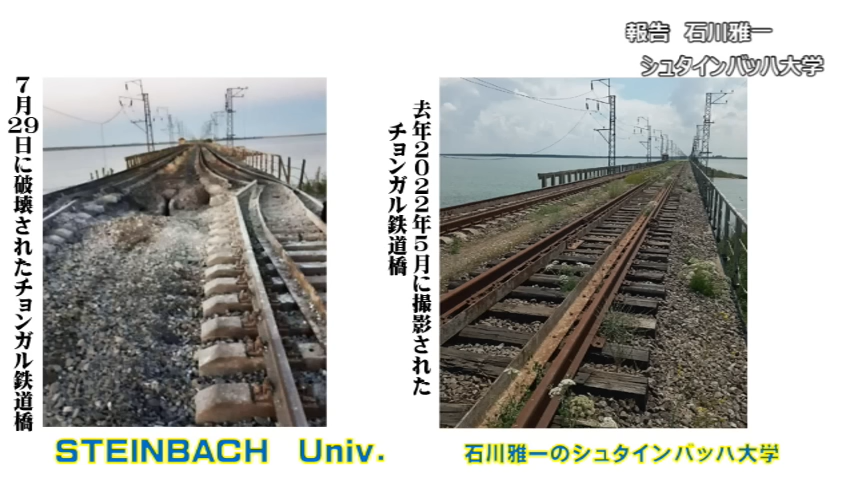 報告　石川雅一
シュタインバッハ大学
7月29日に破壊されたチョンガル鉄道橋
去年2022年5月に撮影された
チョンガル鉄道橋
STEINBACH　Univ.
石川雅一のシュタインバッハ大学